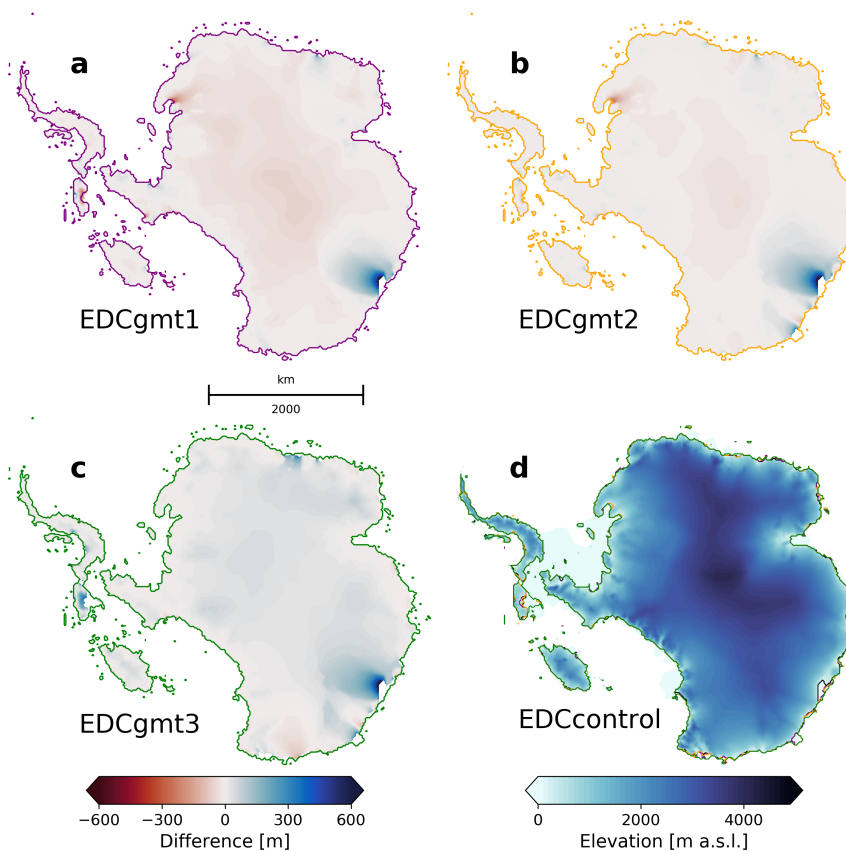 a
EDCgmt1
b
EDCgmt2
km
2000
c
EDCgmt3
d
EDCcontrol
−600 −300 0 300 600
Difference [m]
0 2000 4000
Elevation [m a.s.l.]